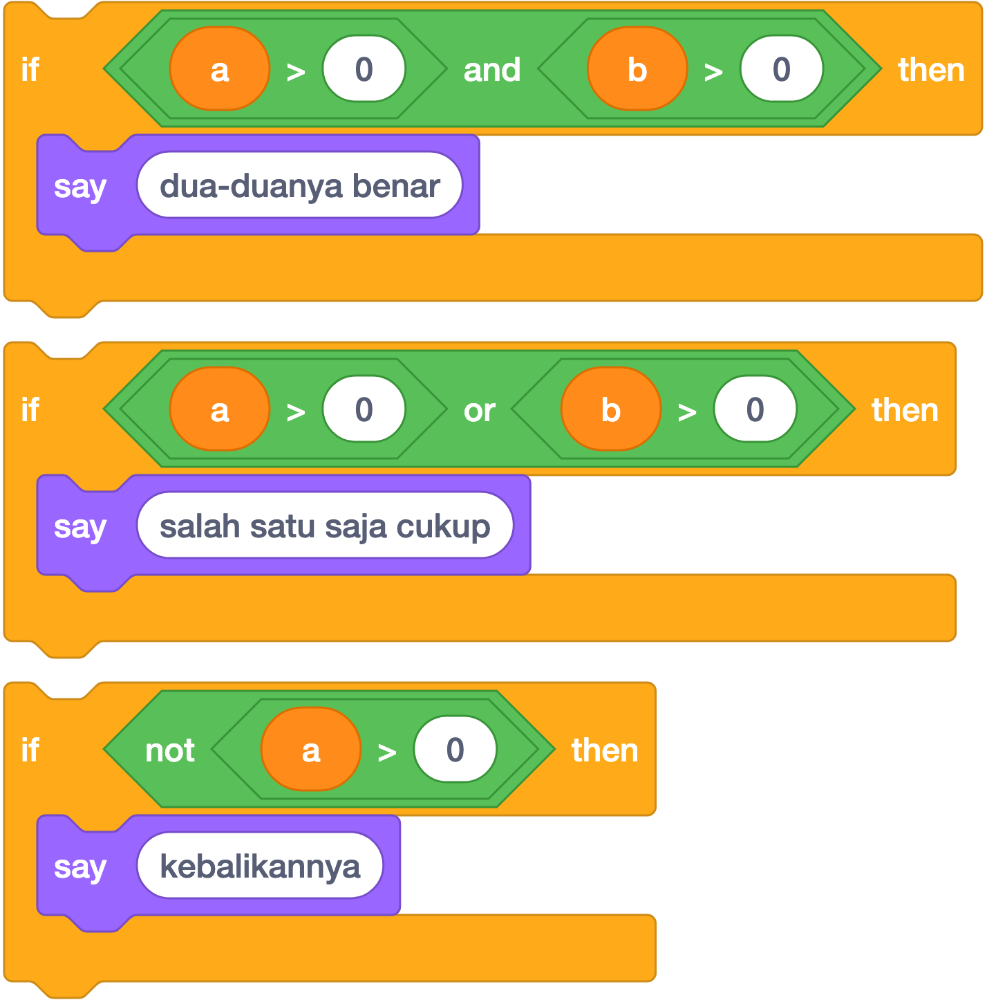 if a > 0 and b > 0 then
say dua-duanya benar
if a > 0 or b > 0 then
say salah satu saja cukup
if not a > 0 then
say kebalikannya